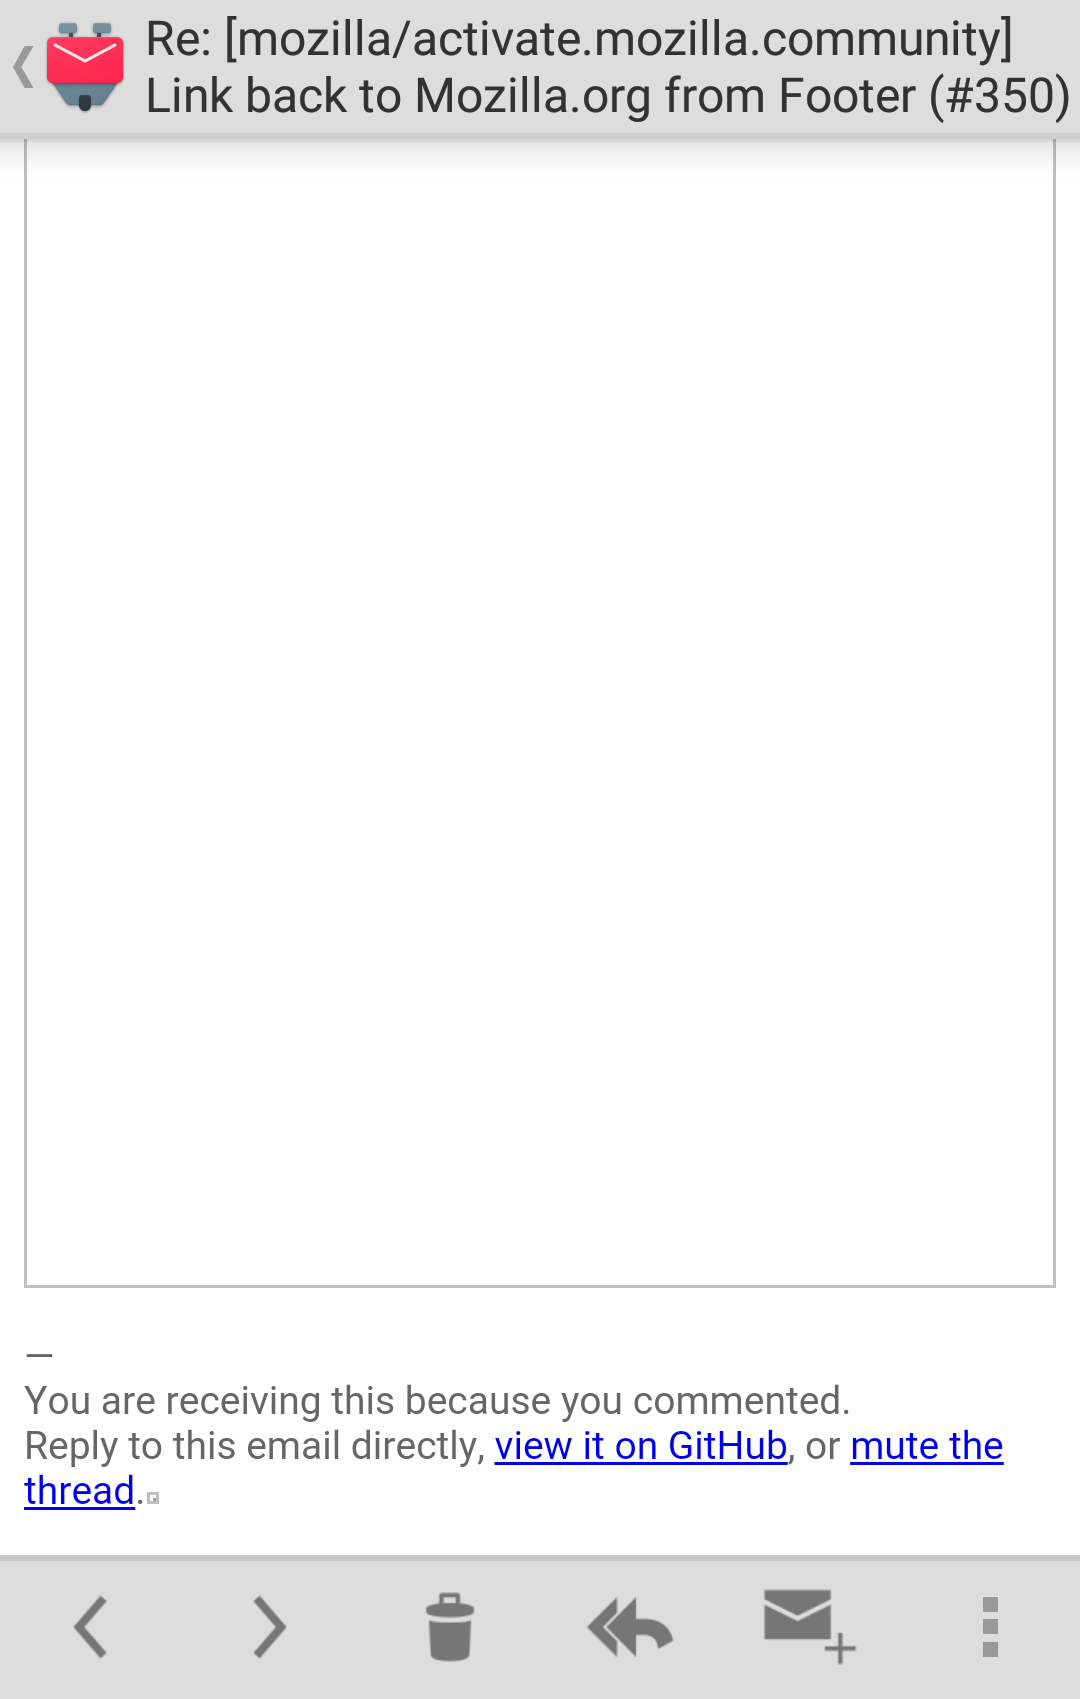 Re: [mozilla/activate.mozilla.community]
Link back to Mozilla.org from Footer (#350)
—
You are receiving this because you commented.
Reply to this email directly, view it on GitHub, or mute the
thread.